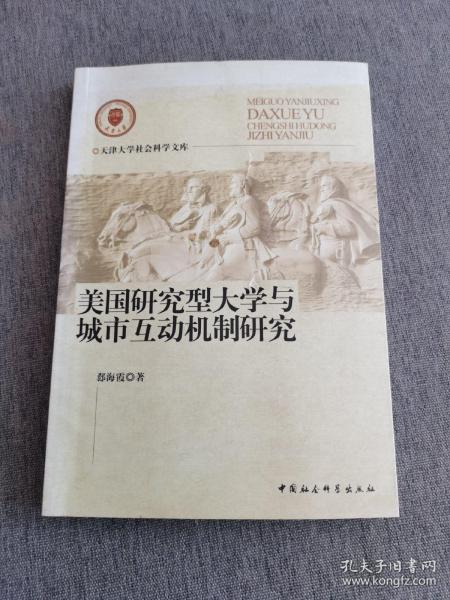 MEIGUO YANJIUXING
DAXUE YU
CHENGSHI HUDONG
JIZHI YANJIU
天津大学社会科学文库
美国研究型大学与
城市互动机制研究
郄海霞◎著
中国社会科学出版社
孔夫子旧书网
www.kongfz.com